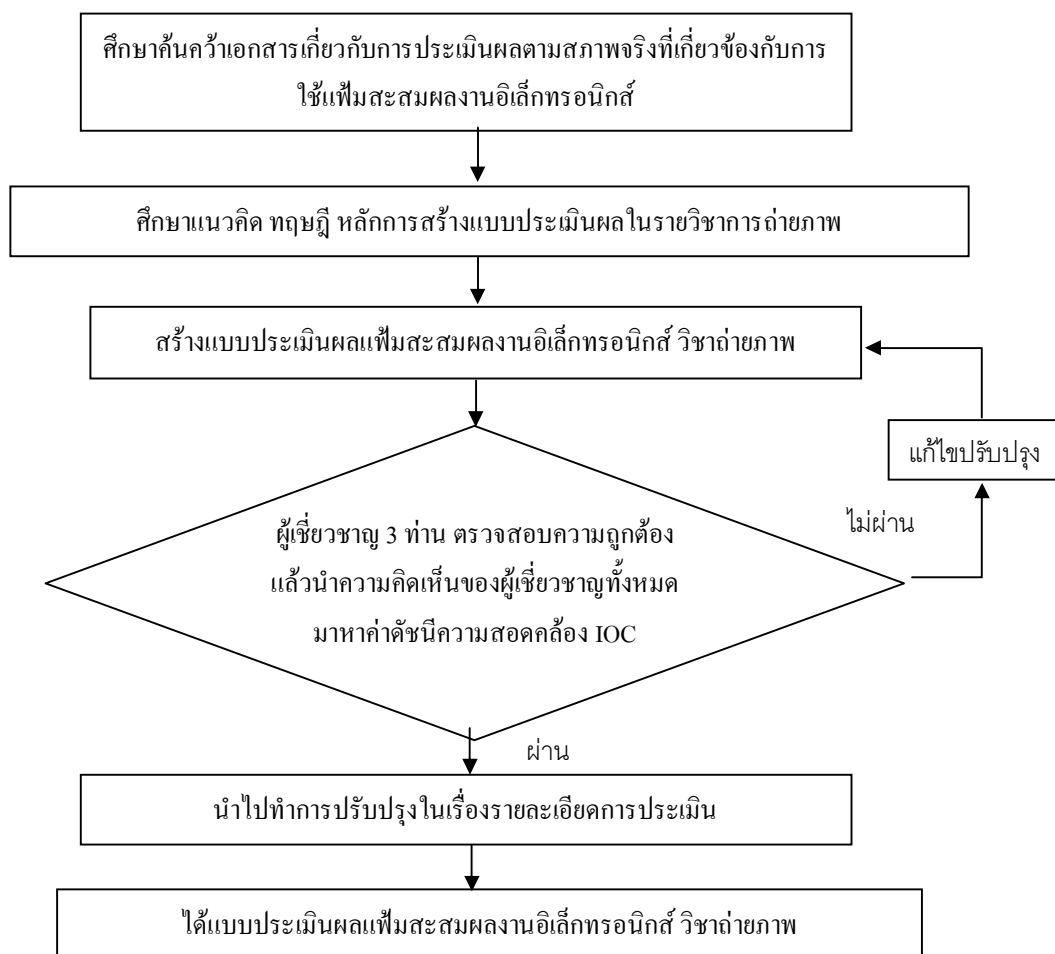 ศึกษาค้นคว้าเอกสารเกี่ยวกับการประเมินผลตามสภาพจริงที่เกี่ยวข้องกับการ
ใช้แฟ้มสะสมผลงานอิเล็กทรอนิกส์
ศึกษาแนวคิด ทฤษฎี หลักการสร้างแบบประเมินผลในรายวิชาการถ่ายภาพ
สร้างแบบประเมินผลแฟ้มสะสมผลงานอิเล็กทรอนิกส์ วิชาถ่ายภาพ
แก้ไขปรับปรุง
ไม่ผ่าน
ผู้เชี่ยวชาญ 3 ท่าน ตรวจสอบความถูกต้อง
แล้วนำความคิดเห็นของผู้เชี่ยวชาญทั้งหมด
มาหาค่าดัชนีความสอดคล้อง IOC
ผ่าน
นำไปทำการปรับปรุงในเรื่องรายละเอียดการประเมิน
ได้แบบประเมินผลแฟ้มสะสมผลงานอิเล็กทรอนิกส์ วิชาถ่ายภาพ